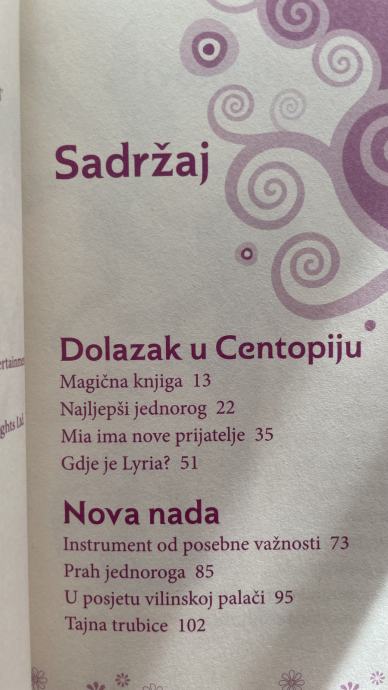 Sadržaj
Dolazak u Centopiju
Magična knjiga 13
Najljepši jednorog 22
Mia ima nove prijatelje 35
Gdje je Lyria? 51
Nova nada
Instrument od posebne važnosti 73
Prah jednoroga 85
U posjetu vilinskoj palači 95
Tajna trubice 102